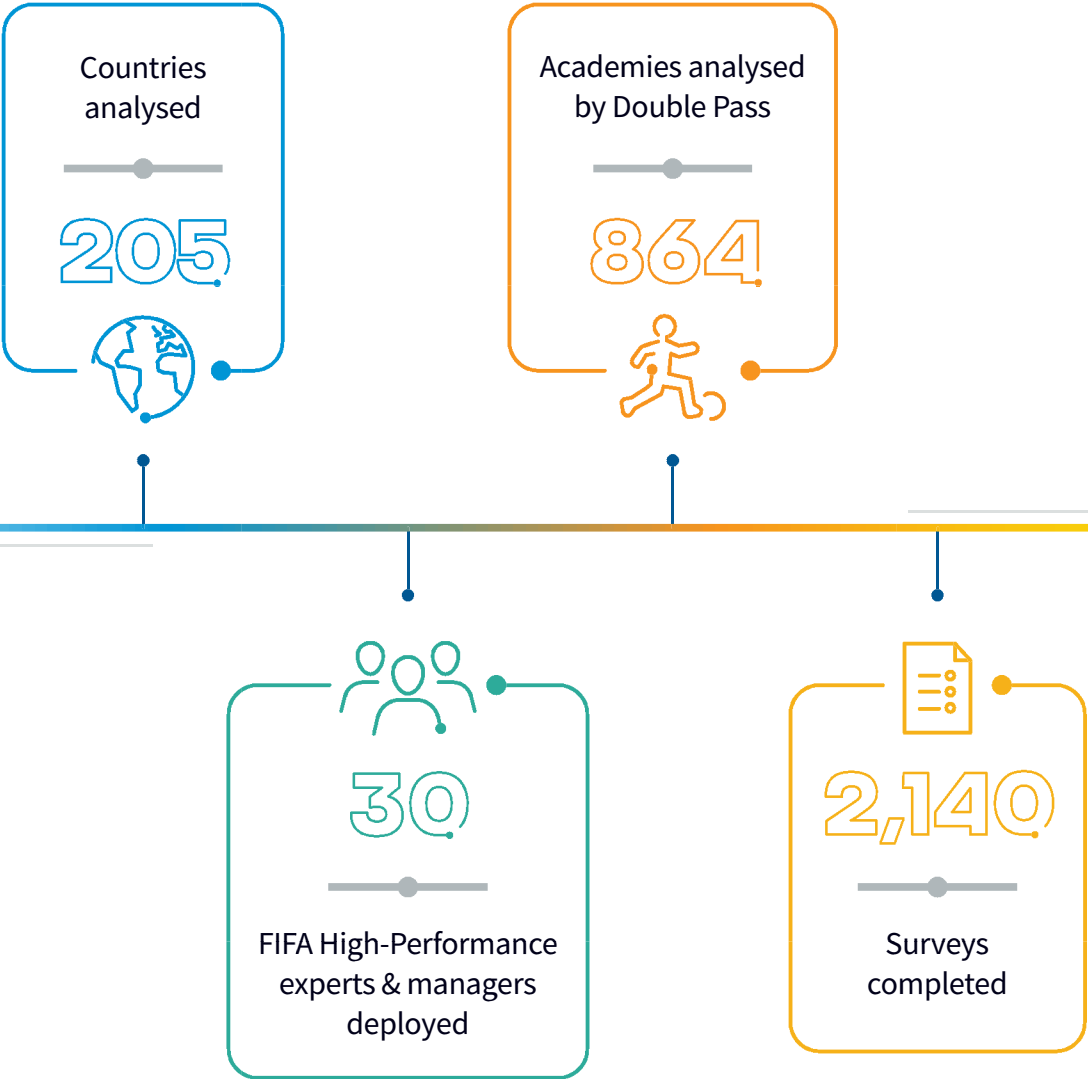 Countries
analysed
205
Academies analysed
by Double Pass
864
30
FIFA High-Performance
experts & managers
deployed
2,140
Surveys
completed